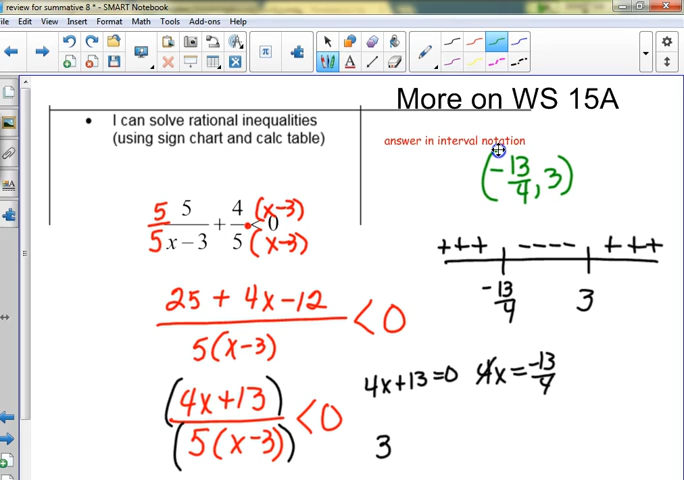 review for summative 8 * - SMART Notebook
File Edit View Insert Format Math Tools Add-ons Help
More on WS 15A
• I can solve rational inequalities
(using sign chart and calc table)
answer in interval notation
(-13/4, 3)
5/5 5/(x-3) + 4/5 (x-3)/(x-3) < 0
+++ ---- +++
-13/4 3
(25 + 4x-12)/(5(x-3)) < 0
4x+13=0 4x = -13/4
(4x+13)/(5(x-3)) < 0
3